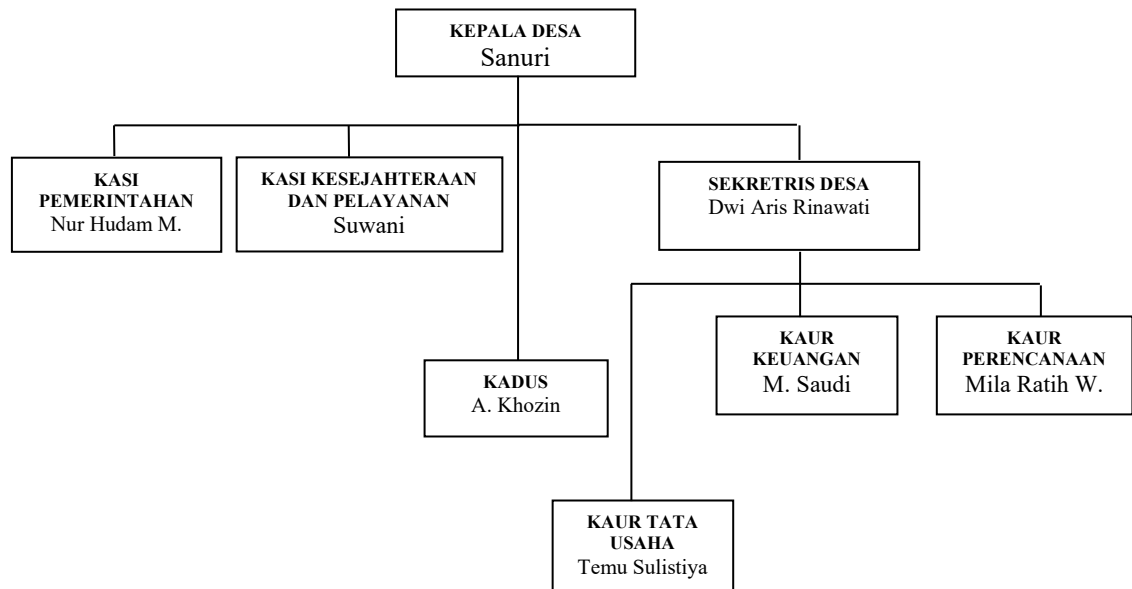 KEPALA DESA
Sanuri
KASI
PEMERINTAHAN
Nur Hudam M.
KASI KESEJAHTERAAN
DAN PELAYANAN
Suwani
SEKRETRIS DESA
Dwi Aris Rinawati
KADUS
A. Khozin
KAUR
KEUANGAN
M. Saudi
KAUR
PERENCANAAN
Mila Ratih W.
KAUR TATA
USAHA
Temu Sulistiya